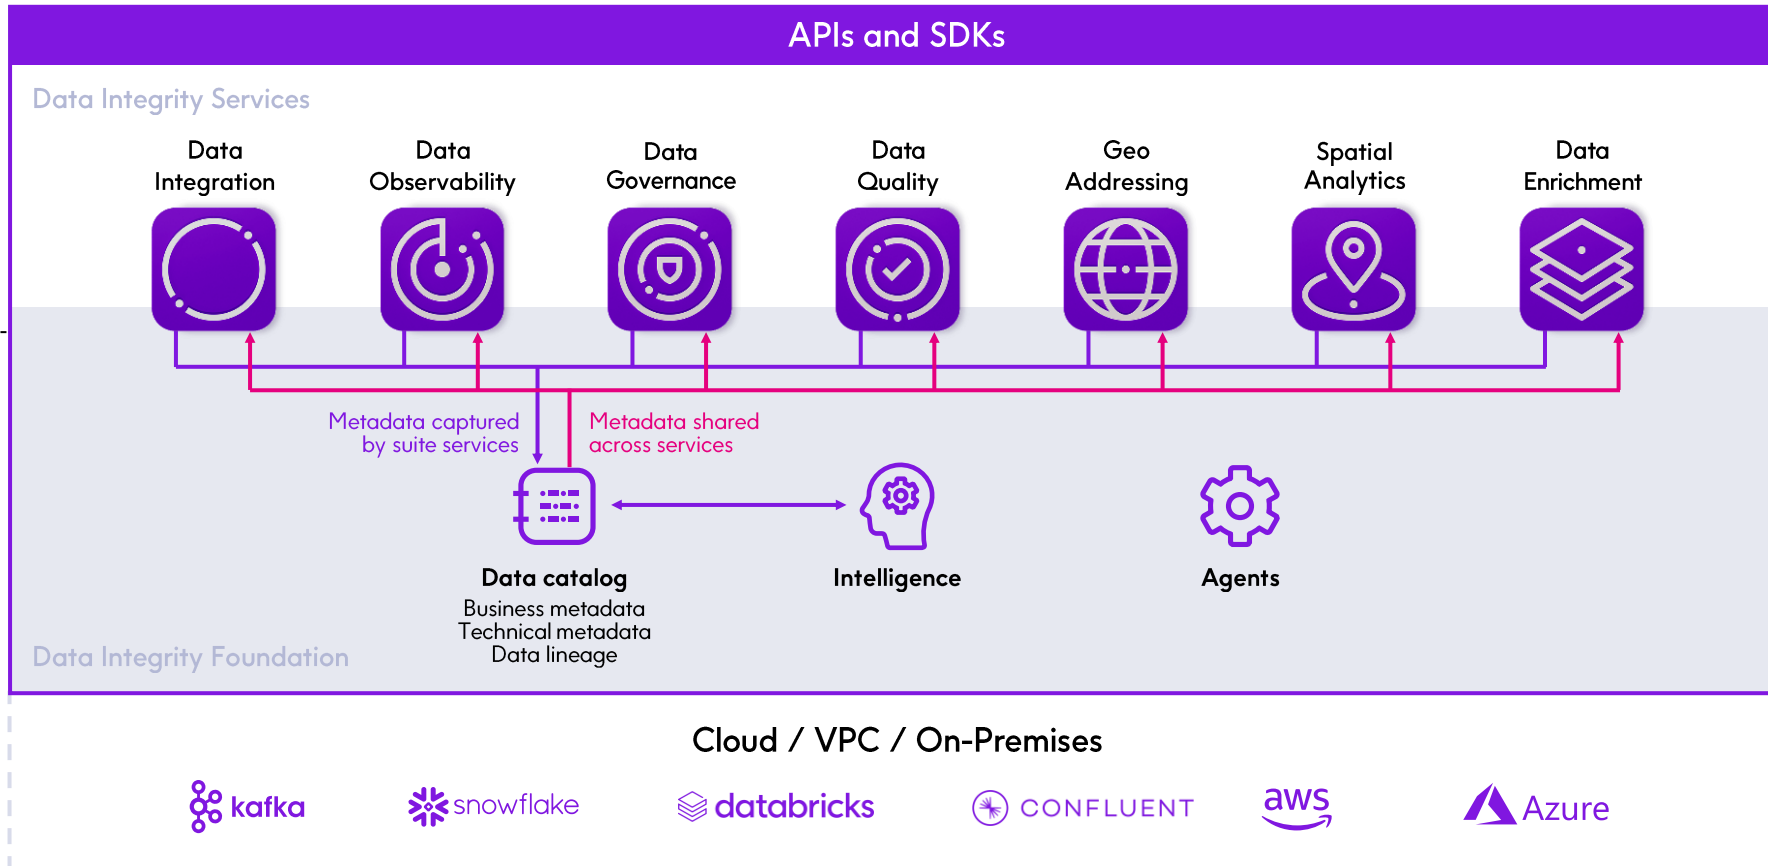 APIs and SDKs
Data Integrity Services
Data
Integration
Data
Observability
Data
Governance
Data
Quality
Geo
Addressing
Spatial
Analytics
Data
Enrichment
Metadata captured
by suite services
Metadata shared
across services
Data catalog
Business metadata
Technical metadata
Data lineage
Intelligence
Agents
Data Integrity Foundation
Cloud / VPC / On-Premises
kafka
snowflake
databricks
CONFLUENT
aws
Azure